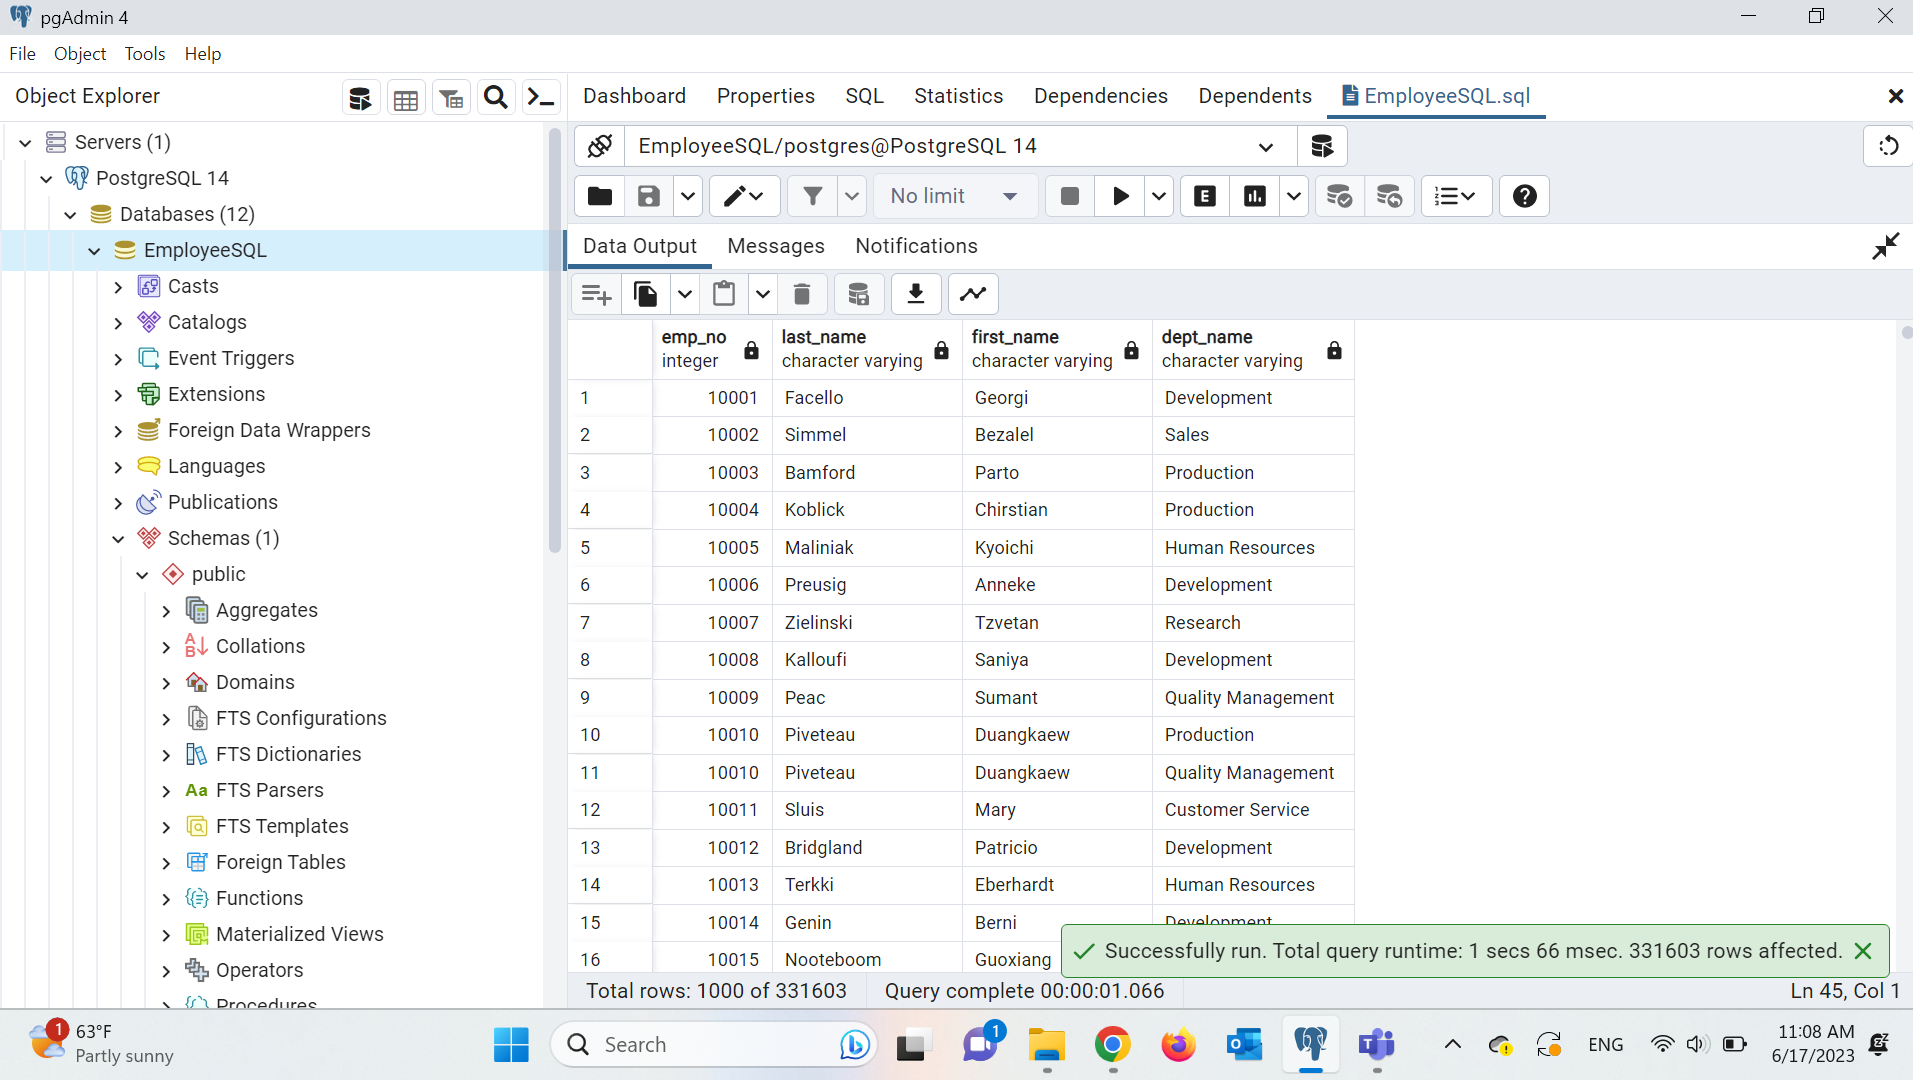 pgAdmin 4
File Object Tools Help
Object Explorer
Dashboard Properties SQL Statistics Dependencies Dependents EmployeeSQL.sql
Servers (1)
PostgreSQL 14
Databases (12)
EmployeeSQL
Casts
Catalogs
Event Triggers
Extensions
Foreign Data Wrappers
Languages
Publications
Schemas (1)
public
Aggregates
Collations
Domains
FTS Configurations
FTS Dictionaries
Aa FTS Parsers
FTS Templates
Foreign Tables
Functions
Materialized Views
Operators
Procedures
EmployeeSQL/postgres@PostgreSQL 14
No limit
E
Data Output Messages Notifications
emp_no last_name first_name dept_name
integer character varying character varying character varying
1 10001 Facello Georgi Development
2 10002 Simmel Bezalel Sales
3 10003 Bamford Parto Production
4 10004 Koblick Chirstian Production
5 10005 Maliniak Kyoichi Human Resources
6 10006 Preusig Anneke Development
7 10007 Zielinski Tzvetan Research
8 10008 Kalloufi Saniya Development
9 10009 Peac Sumant Quality Management
10 10010 Piveteau Duangkaew Production
11 10010 Piveteau Duangkaew Quality Management
12 10011 Sluis Mary Customer Service
13 10012 Bridgland Patricio Development
14 10013 Terkki Eberhardt Human Resources
15 10014 Genin Berni Development
16 10015 Nooteboom Guoxiang
Successfully run. Total query runtime: 1 secs 66 msec. 331603 rows affected.
Total rows: 1000 of 331603 Query complete 00:00:01.066 Ln 45, Col 1
1 63°F
Partly sunny
Search
1
ENG
11:08 AM
6/17/2023